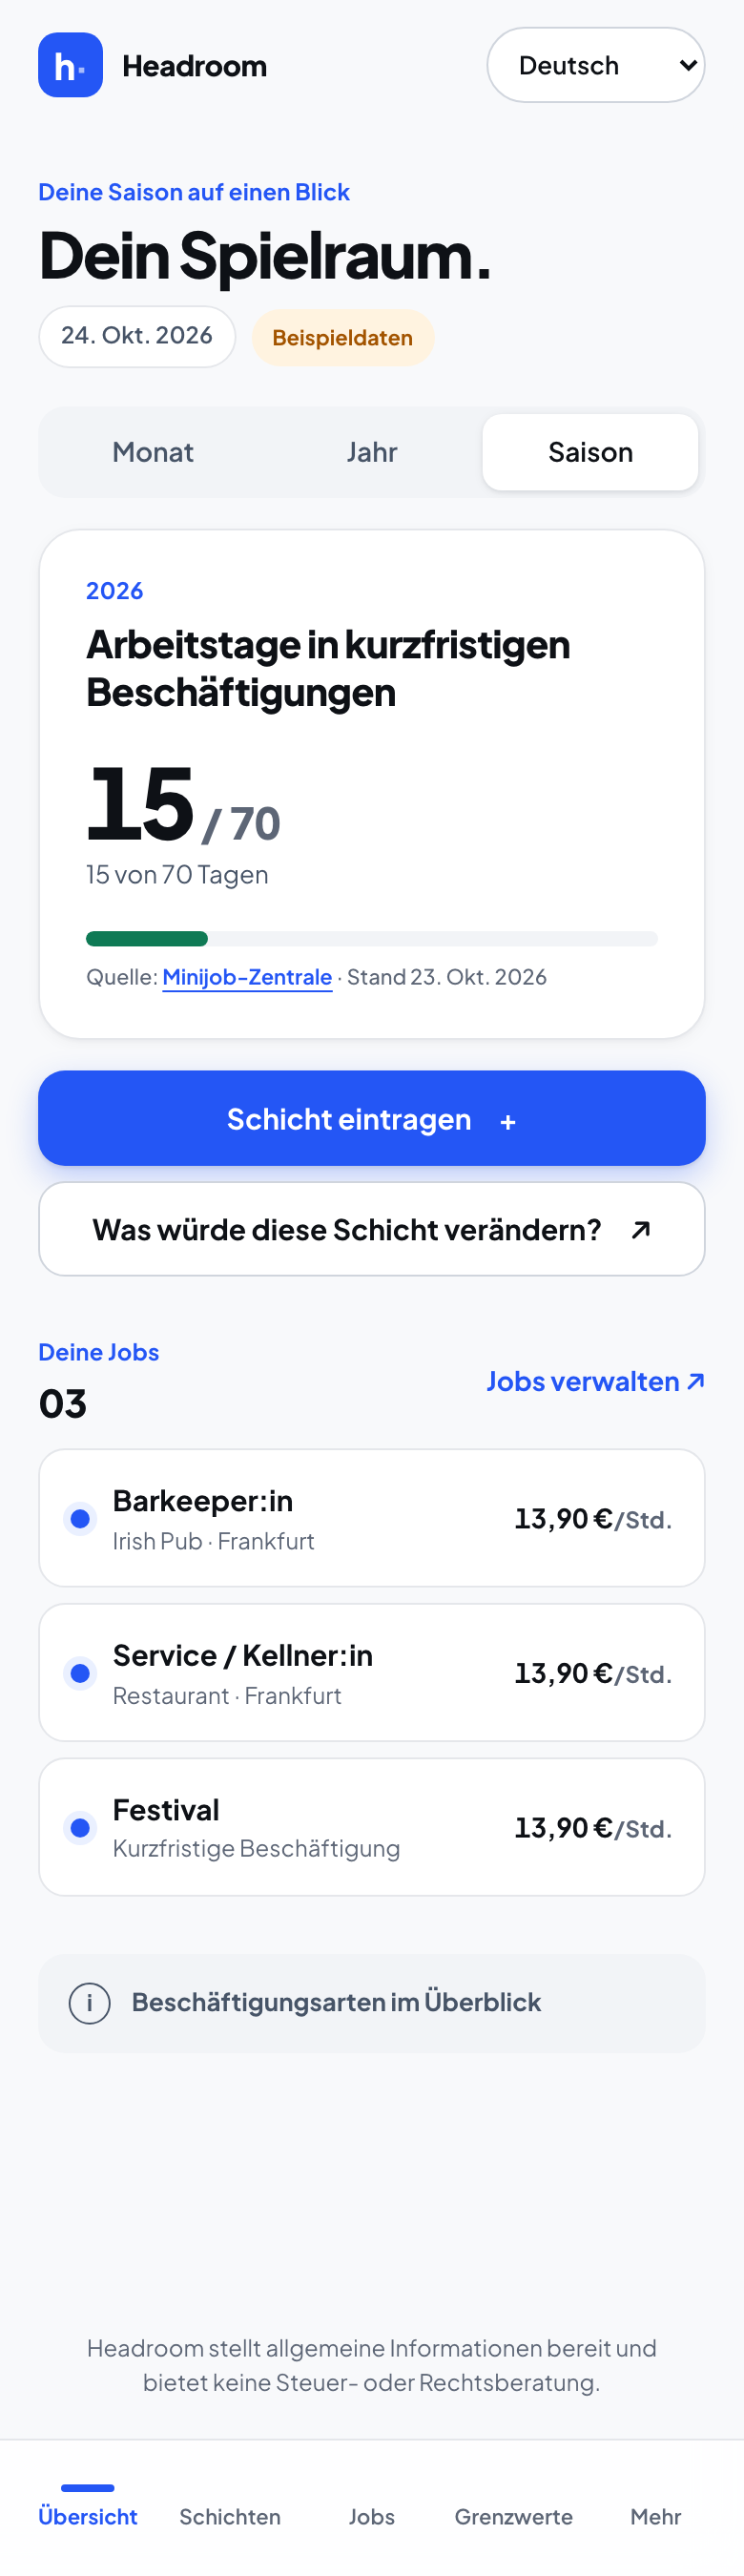 h.
Headroom
Deutsch
Deine Saison auf einen Blick
Dein Spielraum.
24. Okt. 2026
Beispieldaten
Monat
Jahr
Saison
2026
Arbeitstage in kurzfristigen
Beschäftigungen
15 / 70
15 von 70 Tagen
Quelle: Minijob-Zentrale · Stand 23. Okt. 2026
Schicht eintragen +
Was würde diese Schicht verändern? ↗
Deine Jobs
03
Jobs verwalten ↗
Barkeeper:in
Irish Pub · Frankfurt
13,90 €/Std.
Service / Kellner:in
Restaurant · Frankfurt
13,90 €/Std.
Festival
Kurzfristige Beschäftigung
13,90 €/Std.
i Beschäftigungsarten im Überblick
Headroom stellt allgemeine Informationen bereit und
bietet keine Steuer- oder Rechtsberatung.
Übersicht
Schichten
Jobs
Grenzwerte
Mehr